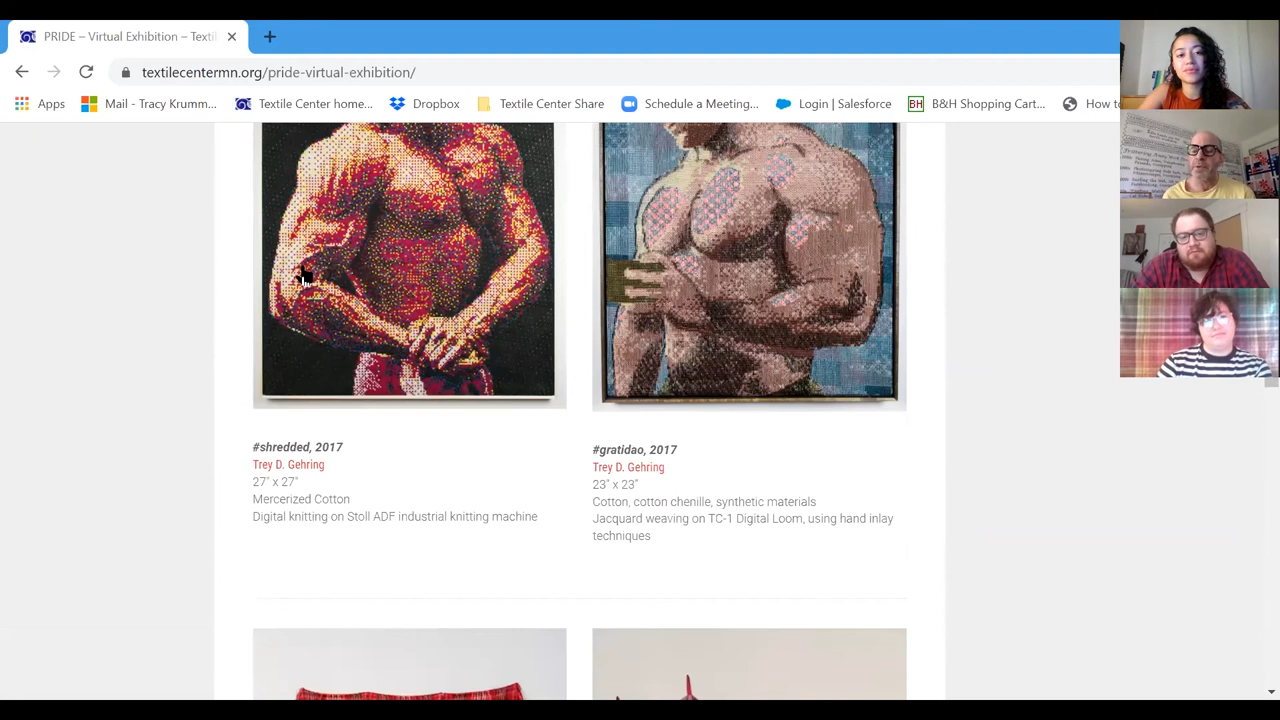 PRIDE – Virtual Exhibition – Texti
textilecentermn.org/pride-virtual-exhibition/
Apps
Mail - Tracy Krumm...
Textile Center home...
Dropbox
Textile Center Share
Schedule a Meeting...
Login | Salesforce
BH B&H Shopping Cart...
How to
#shredded, 2017
Trey D. Gehring
27" x 27"
Mercerized Cotton
Digital knitting on Stoll ADF industrial knitting machine
#gratidao, 2017
Trey D. Gehring
23" x 23"
Cotton, cotton chenille, synthetic materials
Jacquard weaving on TC-1 Digital Loom, using hand inlay
techniques